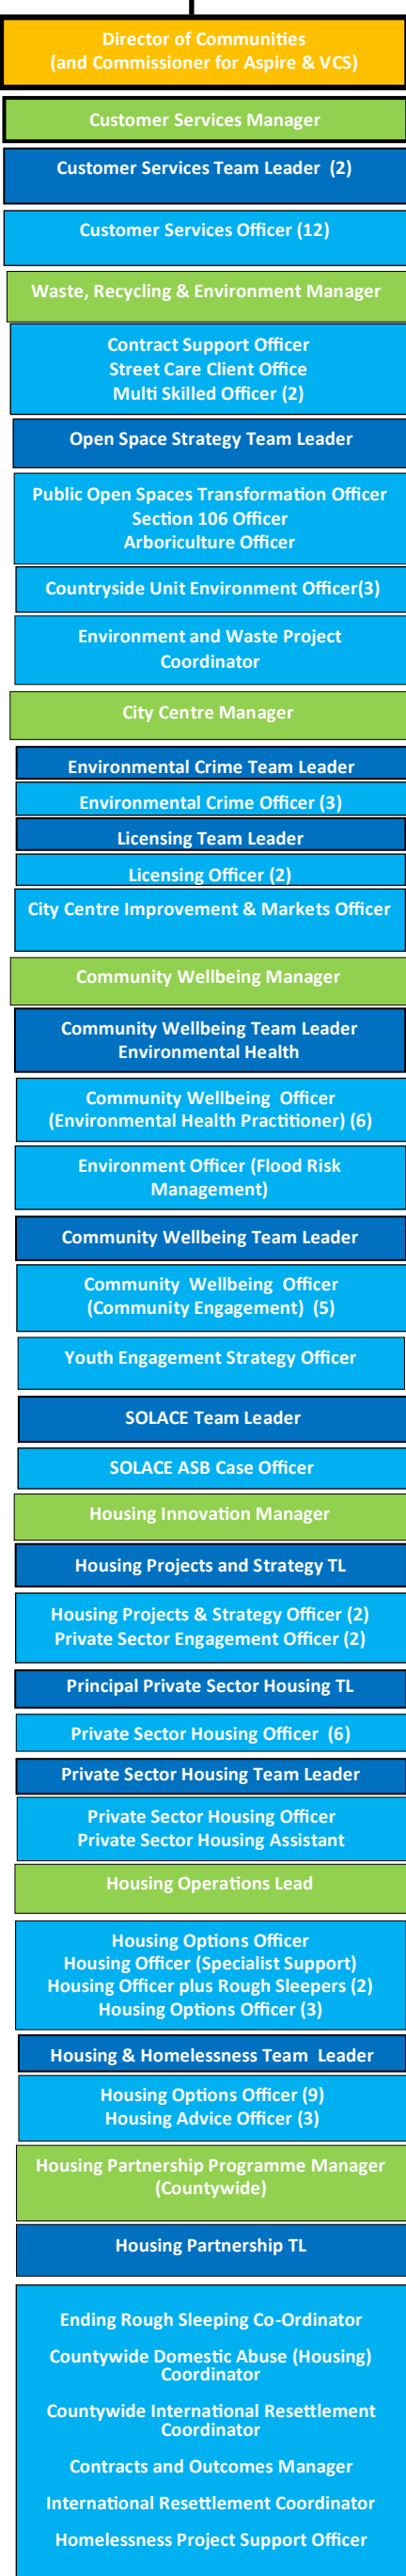 Director of Communities
(and Commissioner for Aspire & VCS)
Customer Services Manager
Customer Services Team Leader (2)
Customer Services Officer (12)
Waste, Recycling & Environment Manager
Contract Support Officer
Street Care Client Office
Multi Skilled Officer (2)
Open Space Strategy Team Leader
Public Open Spaces Transformation Officer
Section 106 Officer
Arboriculture Officer
Countryside Unit Environment Officer(3)
Environment and Waste Project
Coordinator
City Centre Manager
Environmental Crime Team Leader
Environmental Crime Officer (3)
Licensing Team Leader
Licensing Officer (2)
City Centre Improvement & Markets Officer
Community Wellbeing Manager
Community Wellbeing Team Leader
Environmental Health
Community Wellbeing Officer
(Environmental Health Practitioner) (6)
Environment Officer (Flood Risk
Management)
Community Wellbeing Team Leader
Community Wellbeing Officer
(Community Engagement) (5)
Youth Engagement Strategy Officer
SOLACE Team Leader
SOLACE ASB Case Officer
Housing Innovation Manager
Housing Projects and Strategy TL
Housing Projects & Strategy Officer (2)
Private Sector Engagement Officer (2)
Principal Private Sector Housing TL
Private Sector Housing Officer (6)
Private Sector Housing Team Leader
Private Sector Housing Officer
Private Sector Housing Assistant
Housing Operations Lead
Housing Options Officer
Housing Officer (Specialist Support)
Housing Officer plus Rough Sleepers (2)
Housing Options Officer (3)
Housing & Homelessness Team Leader
Housing Options Officer (9)
Housing Advice Officer (3)
Housing Partnership Programme Manager
(Countywide)
Housing Partnership TL
Ending Rough Sleeping Co-Ordinator
Countywide Domestic Abuse (Housing)
Coordinator
Countywide International Resettlement
Coordinator
Contracts and Outcomes Manager
International Resettlement Coordinator
Homelessness Project Support Officer